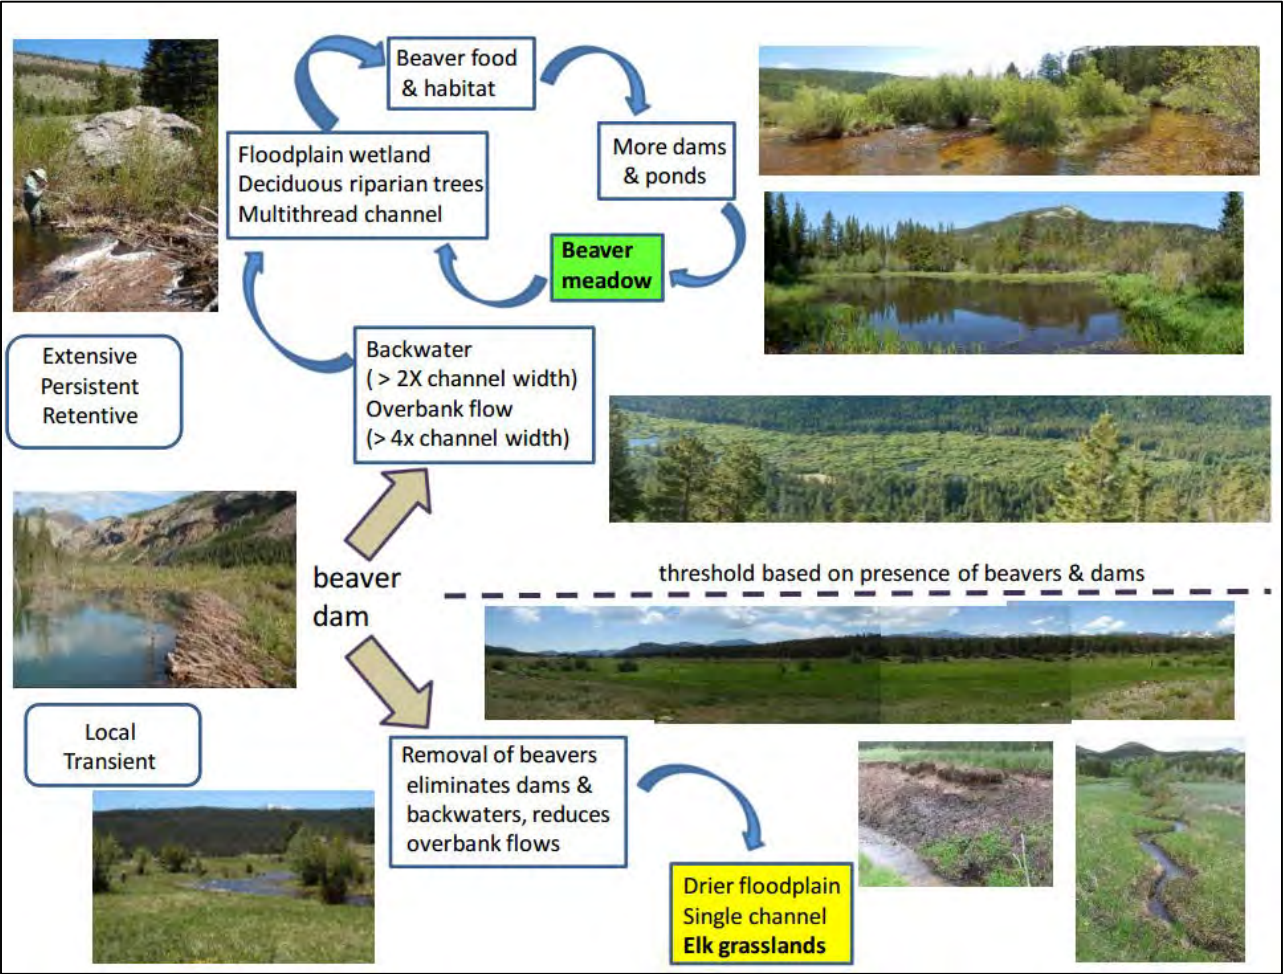 Beaver food
& habitat
Floodplain wetland
Deciduous riparian trees
Multithread channel
More dams
& ponds
Beaver
meadow
Extensive
Persistent
Retentive
Backwater
( > 2X channel width)
Overbank flow
(> 4x channel width)
beaver
dam
threshold based on presence of beavers & dams
Local
Transient
Removal of beavers
eliminates dams &
backwaters, reduces
overbank flows
Drier floodplain
Single channel
Elk grasslands